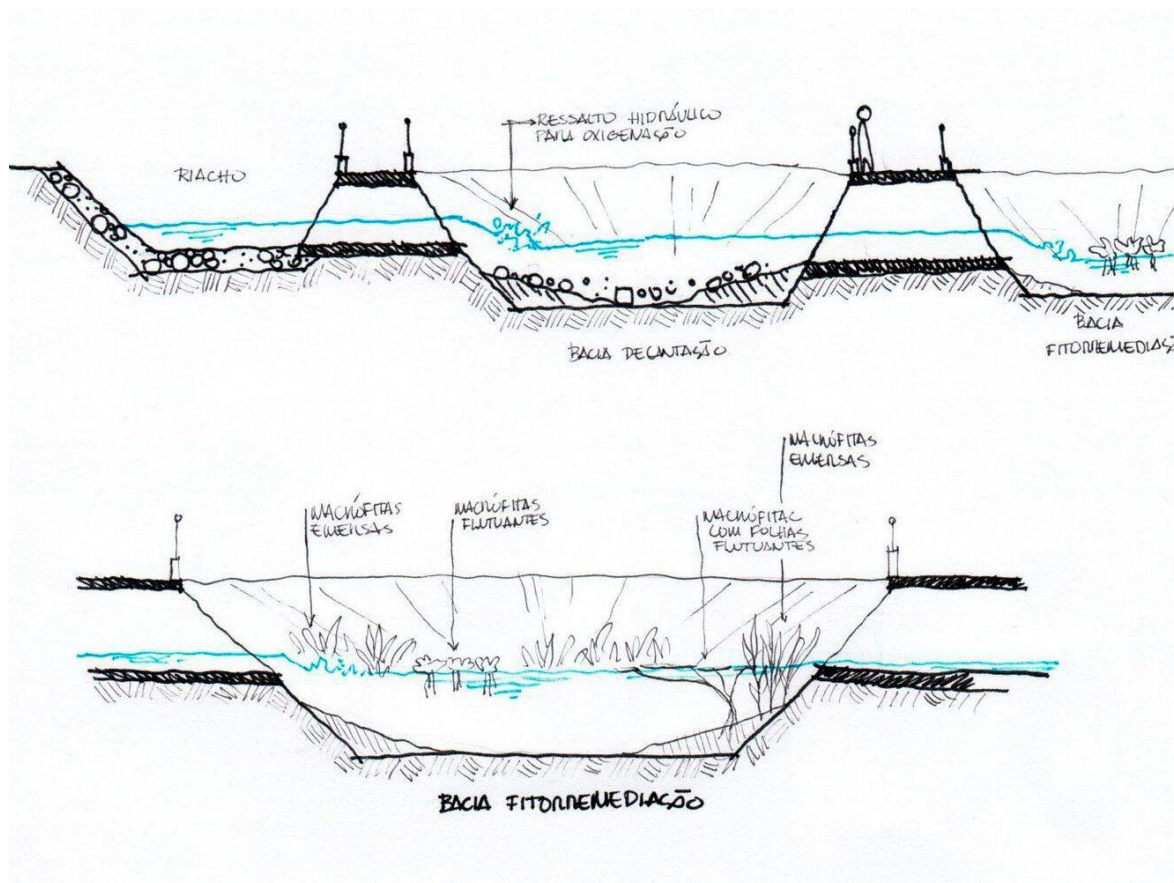 RESSALTO HIDRÁULICO
PARA OXIGENAÇÃO
RIACHO
BACIA DECANTAÇÃO
BACIA
FITORREMEDIAÇÃ
MACRÓFITAS
EMERSAS
MACRÓFITAS
FLUTUANTES
MACRÓFITAS
COM FOLHAS
FLUTUANTES
MACRÓFITAS
EMERSAS
BACIA FITORREMEDIAÇÃO